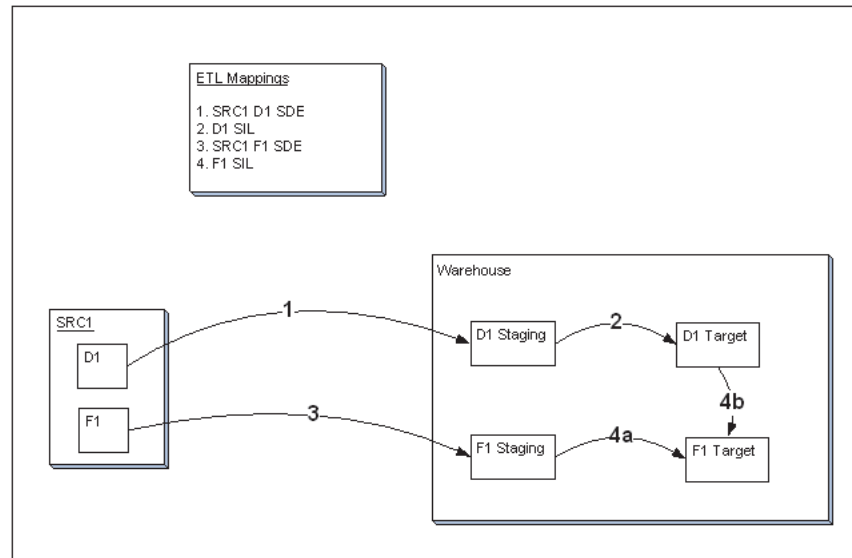 ETL Mappings
1. SRC1 D1 SDE
2. D1 SIL
3. SRC1 F1 SDE
4. F1 SIL
Warehouse
SRC1
D1
F1
1
3
D1 Staging
2
D1 Target
4b
F1 Staging
4a
F1 Target